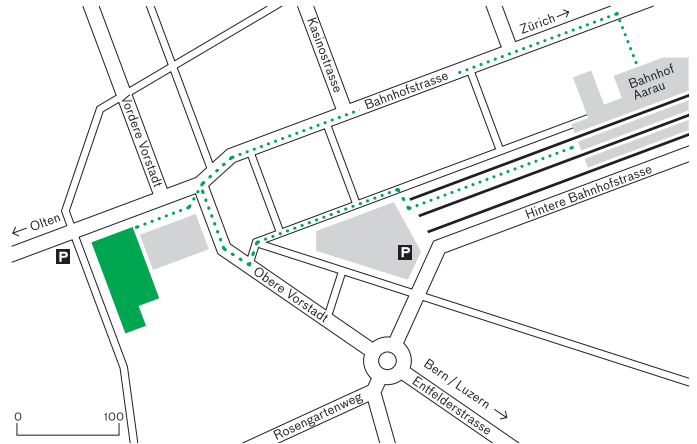 Zürich →
Kasinostrasse
Bahnhof
Aarau
Bahnhofstrasse
Vordere Vorstadt
Hintere Bahnhofstrasse
← Olten
P
P
Obere Vorstadt
Bern / Luzern →
Entfelderstrasse
Rosengartenweg
0 100